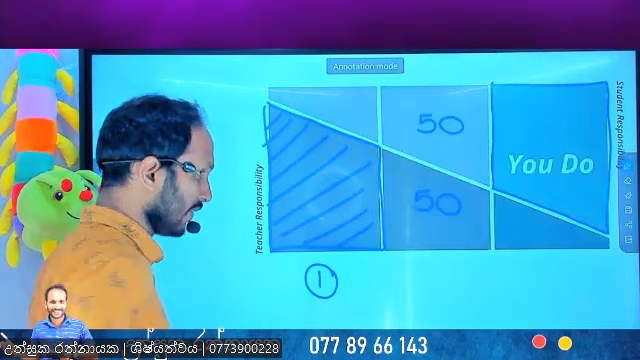 Annotation mode
Student Responsibility
50
You Do
50
Teacher Responsibility
1
උත්සුක රත්නායක | ශිෂ්‍යත්වය | 0773900228
077 89 66 143